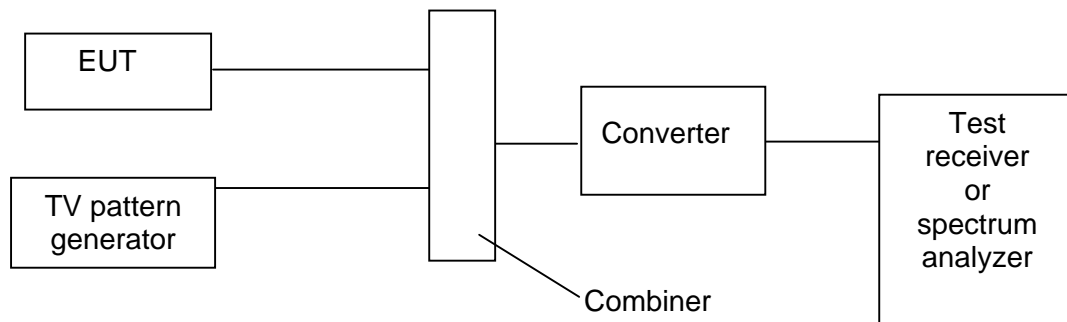 EUT
TV pattern
generator
Converter
Test
receiver
or
spectrum
analyzer
Combiner